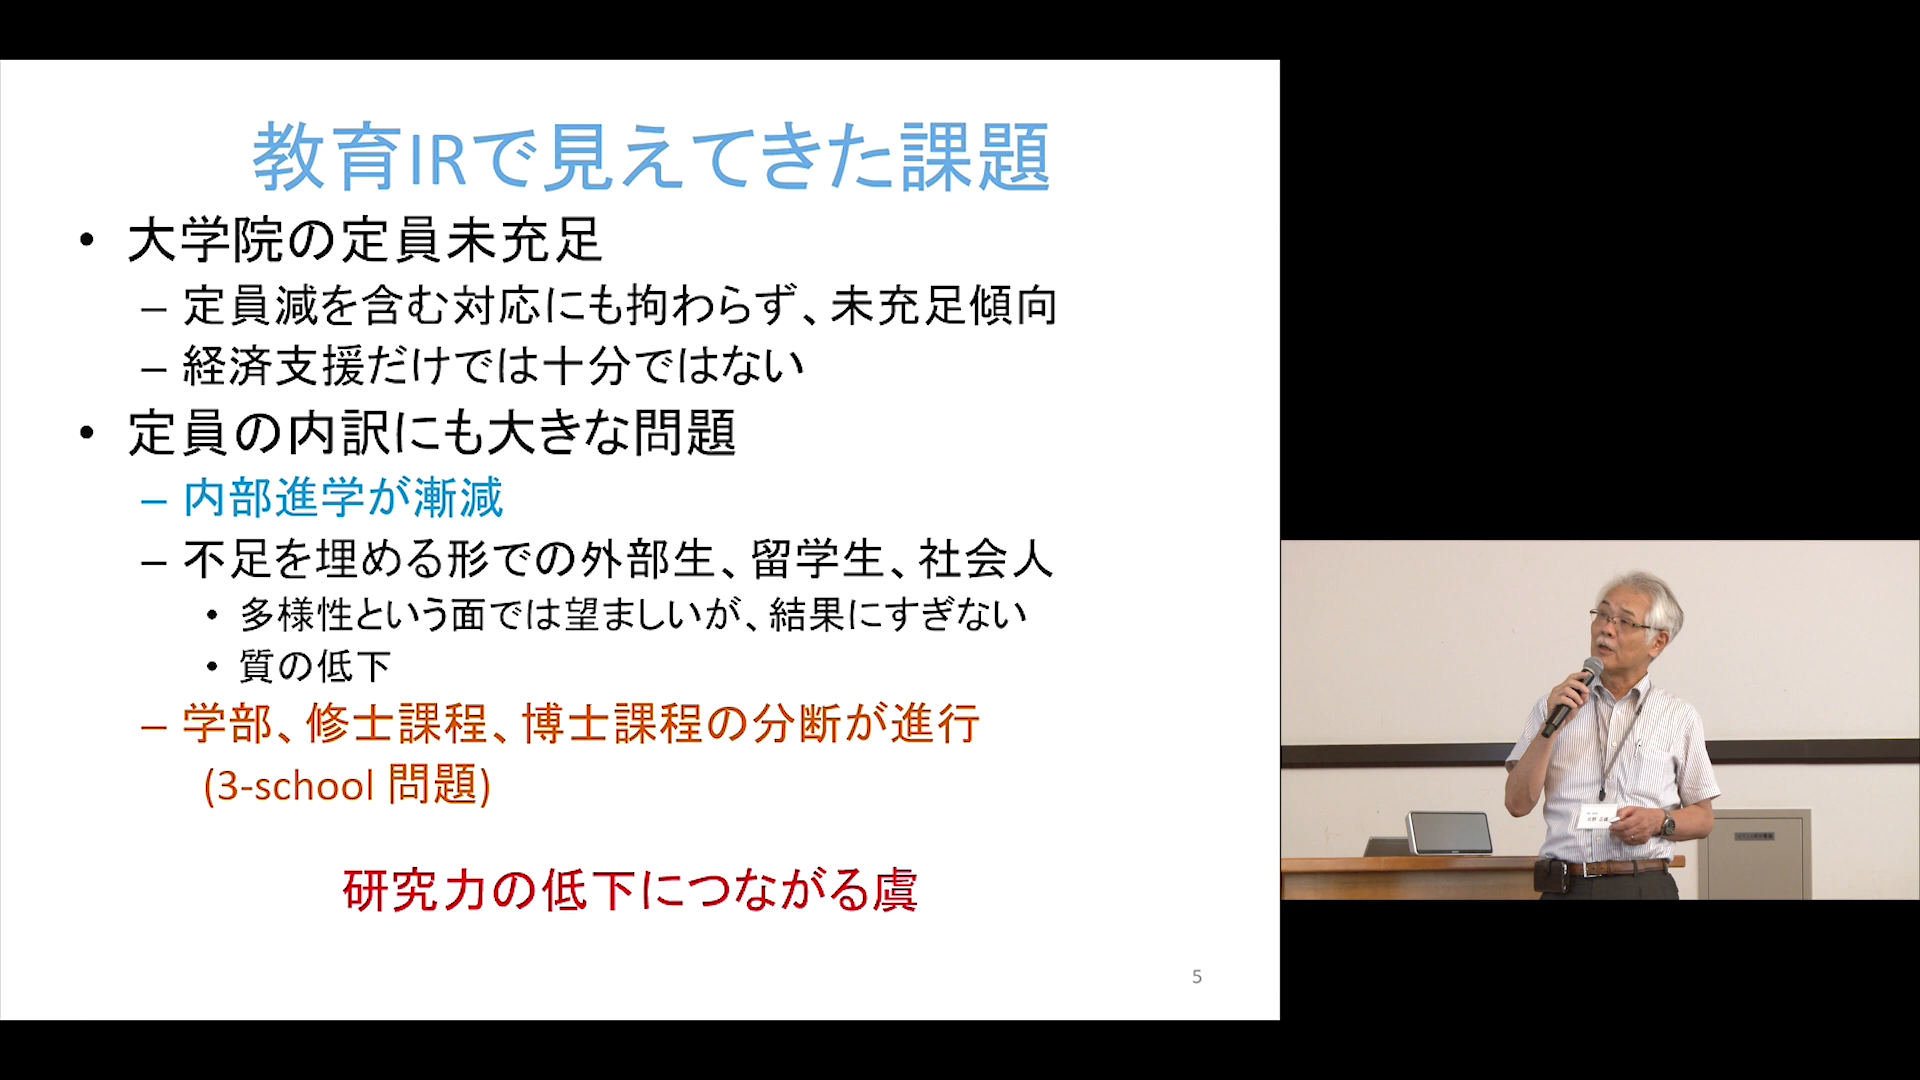 教育IRで見えてきた課題
• 大学院の定員未充足
– 定員減を含む対応にも拘わらず、未充足傾向
– 経済支援だけでは十分ではない
• 定員の内訳にも大きな問題
– 内部進学が漸減
– 不足を埋める形での外部生、留学生、社会人
• 多様性という面では望ましいが、結果にすぎない
• 質の低下
– 学部、修士課程、博士課程の分断が進行
(3-school 問題)
研究力の低下につながる虞
5